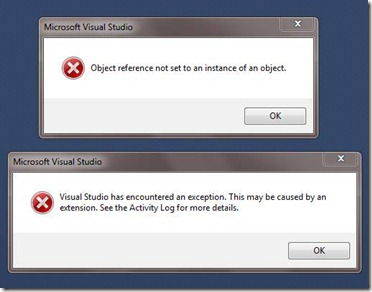 Microsoft Visual Studio
Object reference not set to an instance of an object.
OK
Microsoft Visual Studio
Visual Studio has encountered an exception. This may be caused by an
extension. See the Activity Log for more details.
OK